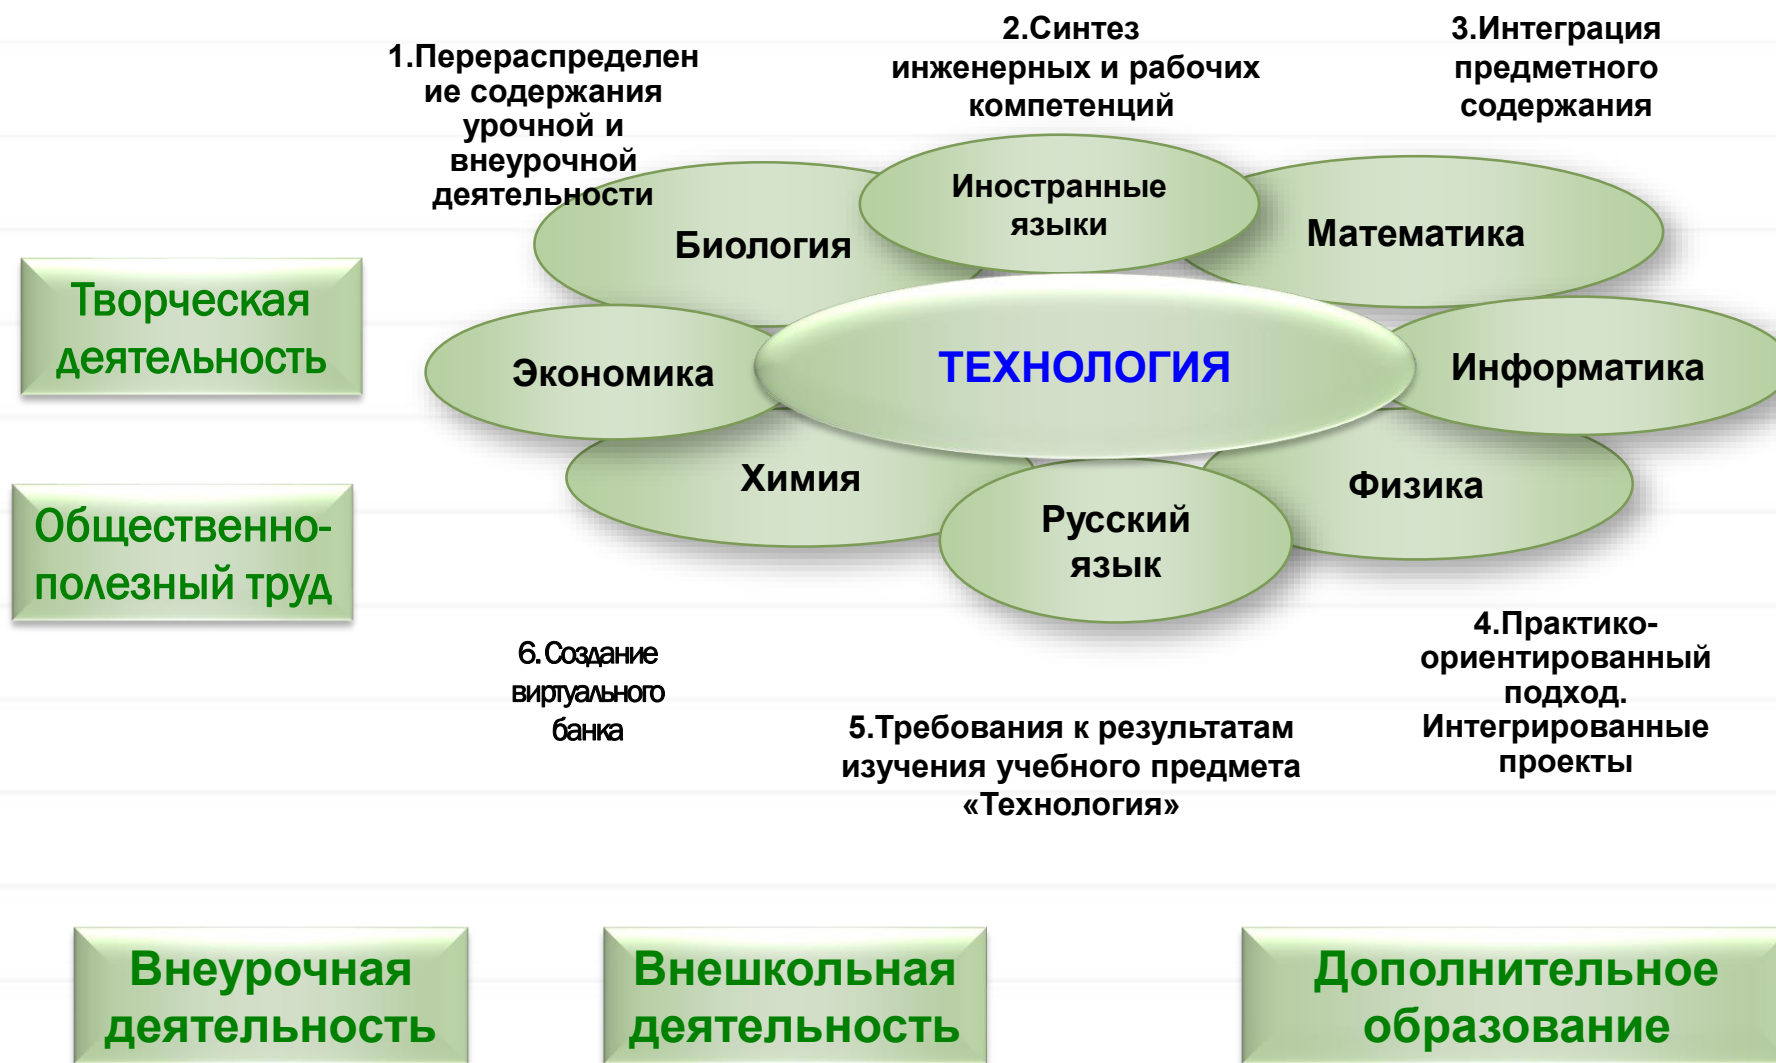 1.Перераспределен
ие содержания
урочной и
внеурочной
деятельности
2.Синтез
инженерных и рабочих
компетенций
3.Интеграция
предметного
содержания
Биология
Иностранные
языки
Математика
Творческая
деятельность
Экономика
ТЕХНОЛОГИЯ
Информатика
Химия
Русский
язык
Физика
Общественно-
полезный труд
6.Создание
виртуального
банка
5.Требования к результатам
изучения учебного предмета
«Технология»
4.Практико-
ориентированный
подход.
Интегрированные
проекты
Внеурочная
деятельность
Внешкольная
деятельность
Дополнительное
образование